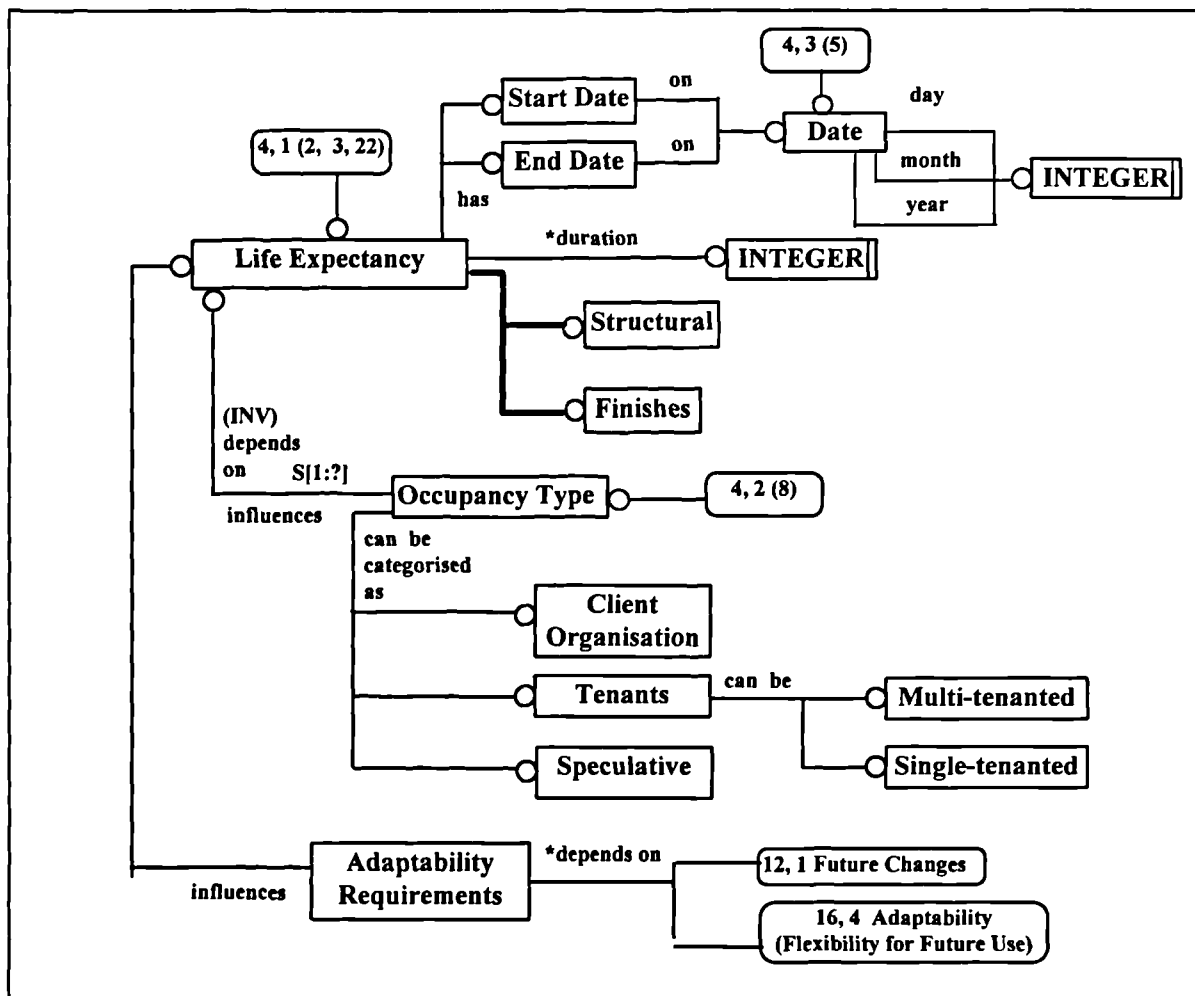 4, 3 (5)
Start Date
on
day
4, 1 (2, 3, 22)
Date
End Date
on
month
has
INTEGER
year
*duration
Life Expectancy
INTEGER
Structural
Finishes
(INV)
depends
on
S[1:?]
Occupancy Type
4, 2 (8)
influences
can be
categorised
as
Client
Organisation
Tenants
can be
Multi-tenanted
Speculative
Single-tenanted
Adaptability
Requirements
*depends on
influences
12, 1 Future Changes
16, 4 Adaptability
(Flexibility for Future Use)